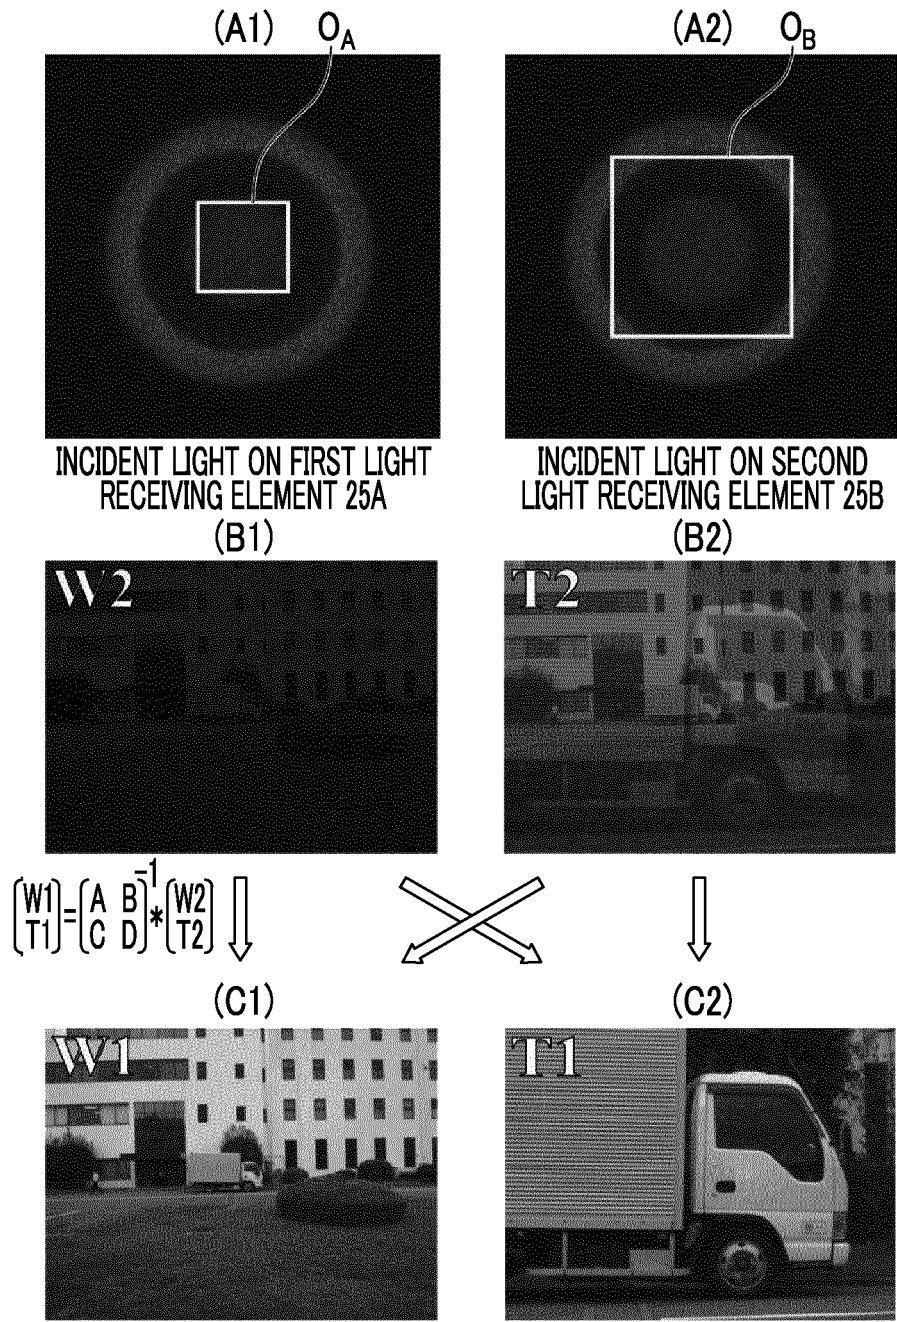 (A1) O_A
(A2) O_B
INCIDENT LIGHT ON FIRST LIGHT
RECEIVING ELEMENT 25A
INCIDENT LIGHT ON SECOND
LIGHT RECEIVING ELEMENT 25B
(B1)
(B2)
W2
T2
(W1 T1)=(A B C D)^-1*(W2 T2)
(C1)
(C2)
W1
T1